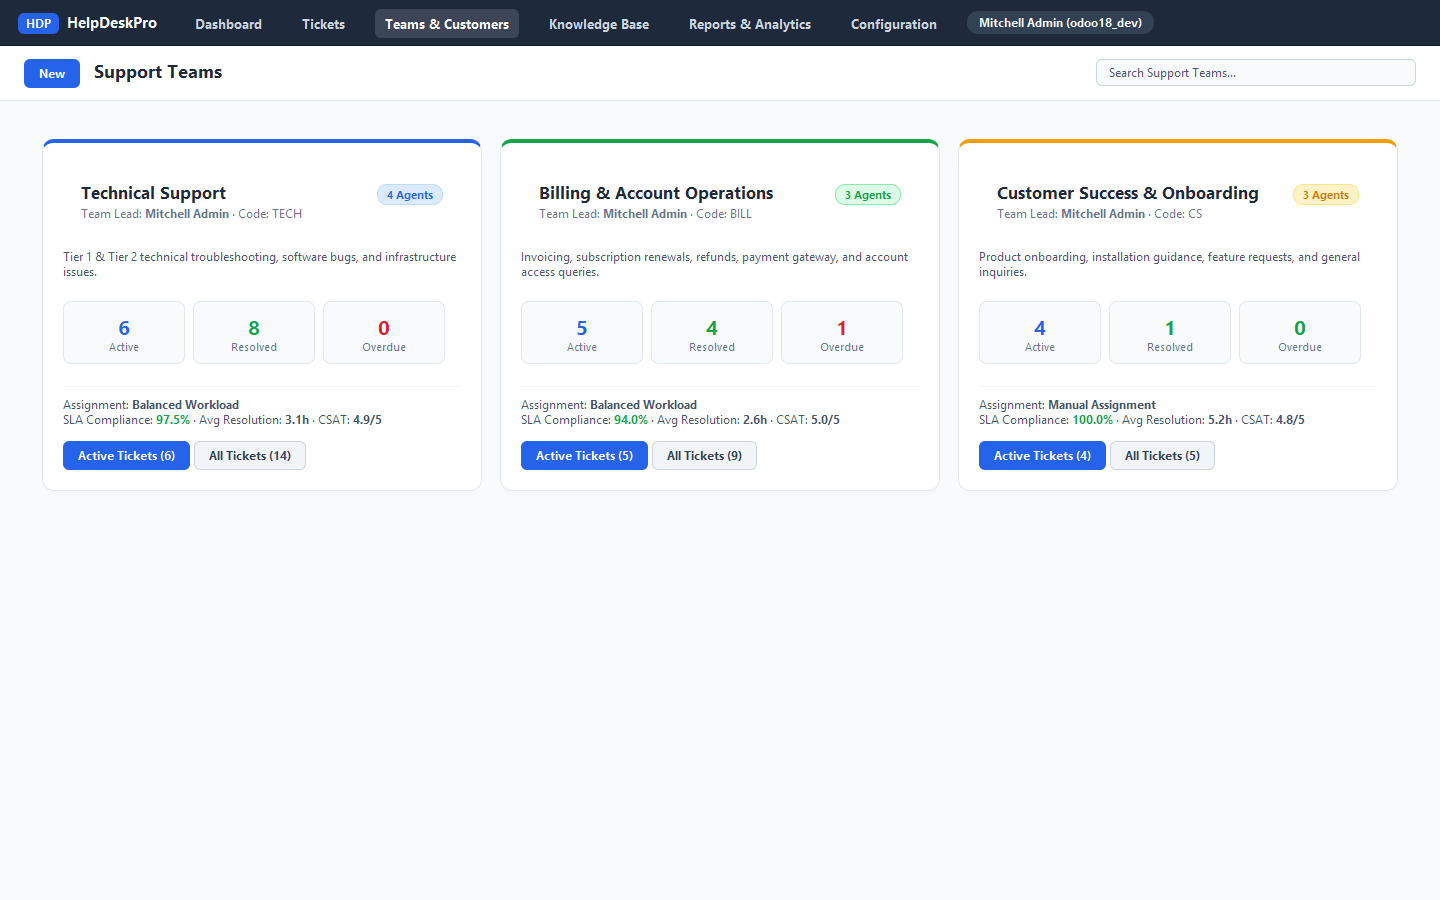 HDP HelpDeskPro Dashboard Tickets Teams & Customers Knowledge Base Reports & Analytics Configuration Mitchell Admin (odoo18_dev)
New Support Teams Search Support Teams...
Technical Support 4 Agents
Team Lead: Mitchell Admin · Code: TECH
Tier 1 & Tier 2 technical troubleshooting, software bugs, and infrastructure
issues.
6 8 0
Active Resolved Overdue
Assignment: Balanced Workload
SLA Compliance: 97.5% · Avg Resolution: 3.1h · CSAT: 4.9/5
Active Tickets (6) All Tickets (14)
Billing & Account Operations 3 Agents
Team Lead: Mitchell Admin · Code: BILL
Invoicing, subscription renewals, refunds, payment gateway, and account
access queries.
5 4 1
Active Resolved Overdue
Assignment: Balanced Workload
SLA Compliance: 94.0% · Avg Resolution: 2.6h · CSAT: 5.0/5
Active Tickets (5) All Tickets (9)
Customer Success & Onboarding 3 Agents
Team Lead: Mitchell Admin · Code: CS
Product onboarding, installation guidance, feature requests, and general
inquiries.
4 1 0
Active Resolved Overdue
Assignment: Manual Assignment
SLA Compliance: 100.0% · Avg Resolution: 5.2h · CSAT: 4.8/5
Active Tickets (4) All Tickets (5)